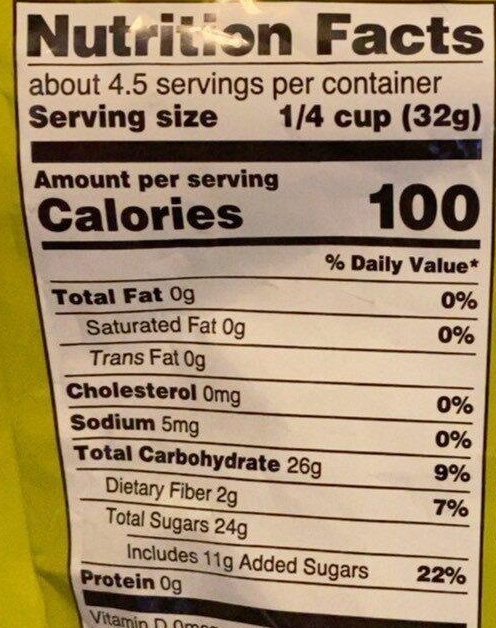 Nutrition Facts
about 4.5 servings per container
Serving size 1/4 cup (32g)
Amount per serving
Calories 100
% Daily Value*
Total Fat 0g 0%
Saturated Fat 0g 0%
Trans Fat 0g
Cholesterol 0mg 0%
Sodium 5mg 0%
Total Carbohydrate 26g 9%
Dietary Fiber 2g 7%
Total Sugars 24g
Includes 11g Added Sugars 22%
Protein 0g
Vitamin D